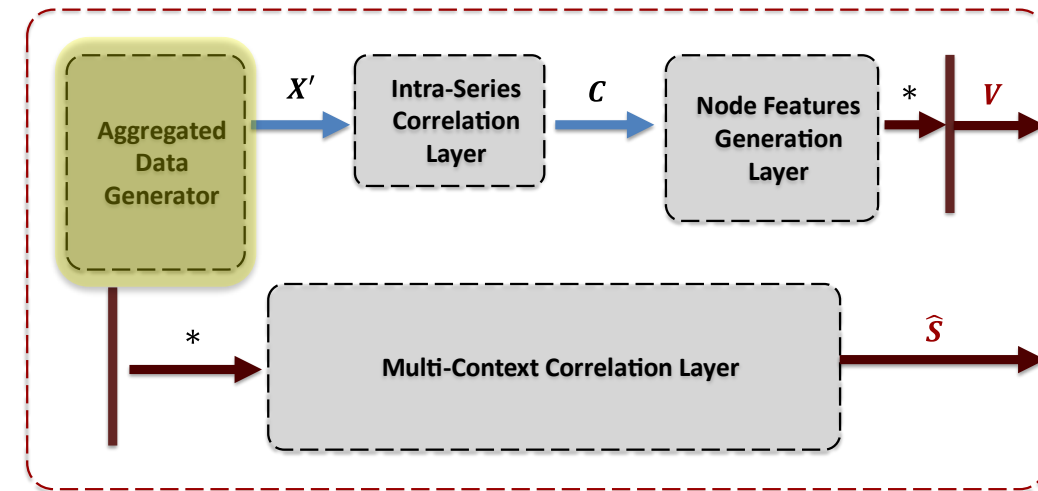 Aggregated
Data
Generator
X′
Intra-Series
Correlation
Layer
C
Node Features
Generation
Layer
*
V
*
Multi-Context Correlation Layer
Ŝ